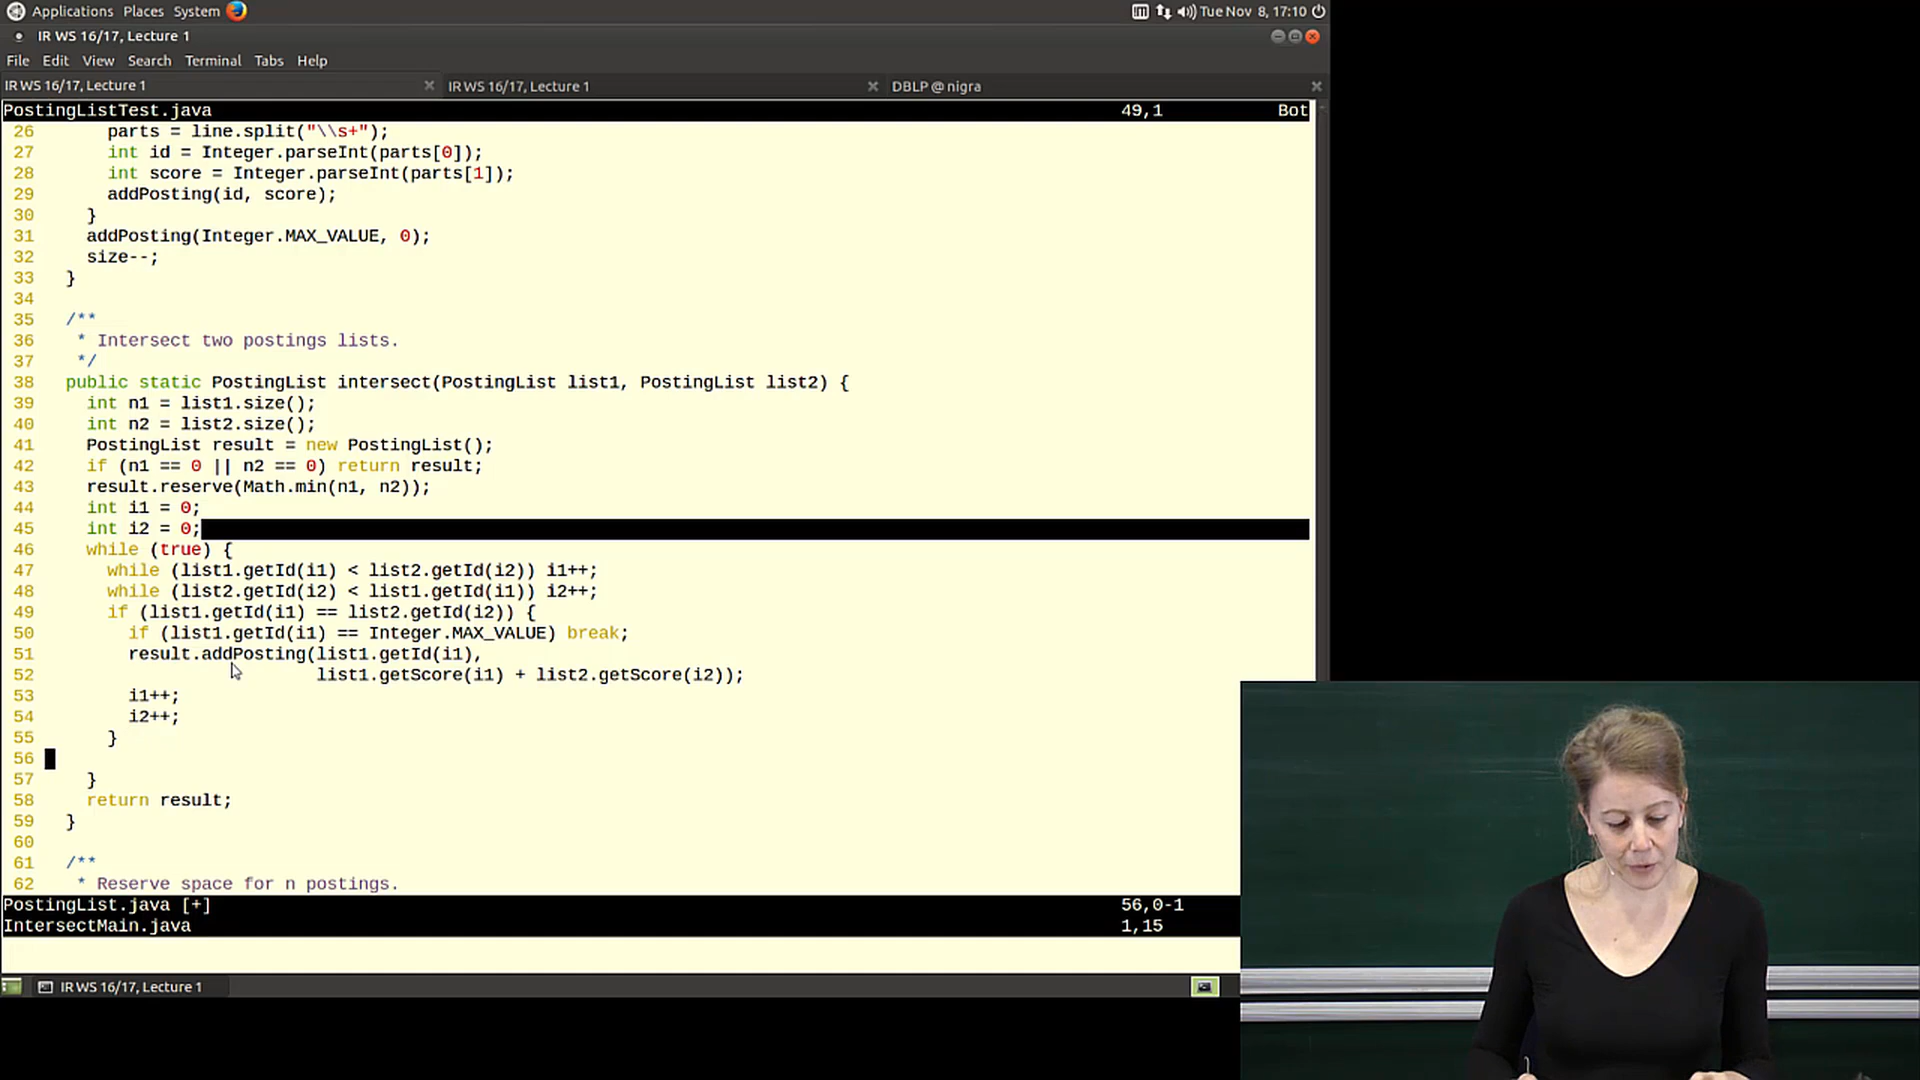 Applications Places System
Tue Nov 8, 17:10
IR WS 16/17, Lecture 1
File Edit View Search Terminal Tabs Help
IR WS 16/17, Lecture 1
IR WS 16/17, Lecture 1
DBLP @ nigra
PostingListTest.java 49,1 Bot
26 parts = line.split("\\s+");
27 int id = Integer.parseInt(parts[0]);
28 int score = Integer.parseInt(parts[1]);
29 addPosting(id, score);
30 }
31 addPosting(Integer.MAX_VALUE, 0);
32 size--;
33 }
34
35 /**
36 * Intersect two postings lists.
37 */
38 public static PostingList intersect(PostingList list1, PostingList list2) {
39 int n1 = list1.size();
40 int n2 = list2.size();
41 PostingList result = new PostingList();
42 if (n1 == 0 || n2 == 0) return result;
43 result.reserve(Math.min(n1, n2));
44 int i1 = 0;
45 int i2 = 0;
46 while (true) {
47 while (list1.getId(i1) < list2.getId(i2)) i1++;
48 while (list2.getId(i2) < list1.getId(i1)) i2++;
49 if (list1.getId(i1) == list2.getId(i2)) {
50 if (list1.getId(i1) == Integer.MAX_VALUE) break;
51 result.addPosting(list1.getId(i1),
52 list1.getScore(i1) + list2.getScore(i2));
53 i1++;
54 i2++;
55 }
56
57 }
58 return result;
59 }
60
61 /**
62 * Reserve space for n postings.
PostingList.java [+] 56,0-1
IntersectMain.java 1,15
IR WS 16/17, Lecture 1